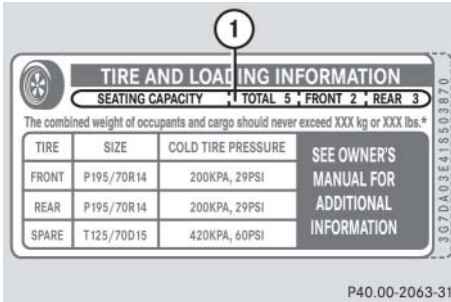 1
TIRE AND LOADING INFORMATION
SEATING CAPACITY TOTAL 5 FRONT 2 REAR 3
The combined weight of occupants and cargo should never exceed XXX kg or XXX lbs.*
TIRE SIZE COLD TIRE PRESSURE SEE OWNER'S MANUAL FOR ADDITIONAL INFORMATION
FRONT P195/70R14 200KPA, 29PSI
REAR P195/70R14 200KPA, 29PSI
SPARE T125/70D15 420KPA, 60PSI
3G7DA03E41S503870
P40.00-2063-31